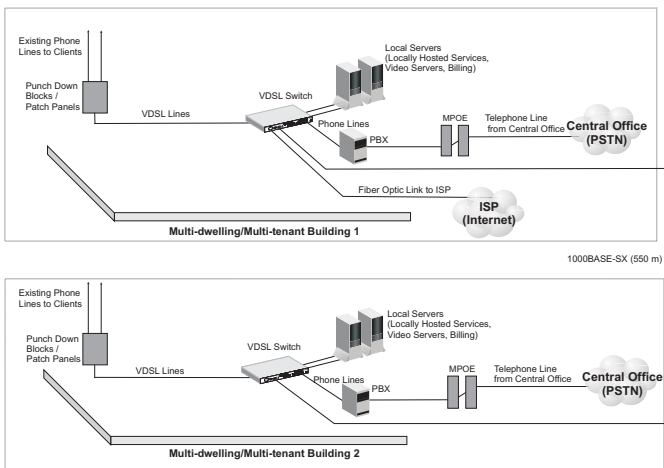 Existing Phone
Lines to Clients
Punch Down
Blocks /
Patch Panels
VDSL Lines
VDSL Switch
Local Servers
(Locally Hosted Services,
Video Servers, Billing)
Phone Lines
PBX
MPOE
Telephone Line
from Central Office
Central Office
(PSTN)
Fiber Optic Link to ISP
ISP
(Internet)
Multi-dwelling/Multi-tenant Building 1
1000BASE-SX (550 m)
Existing Phone
Lines to Clients
Punch Down
Blocks /
Patch Panels
VDSL Lines
VDSL Switch
Local Servers
(Locally Hosted Services,
Video Servers, Billing)
Phone Lines
PBX
MPOE
Telephone Line
from Central Office
Central Office
(PSTN)
Multi-dwelling/Multi-tenant Building 2